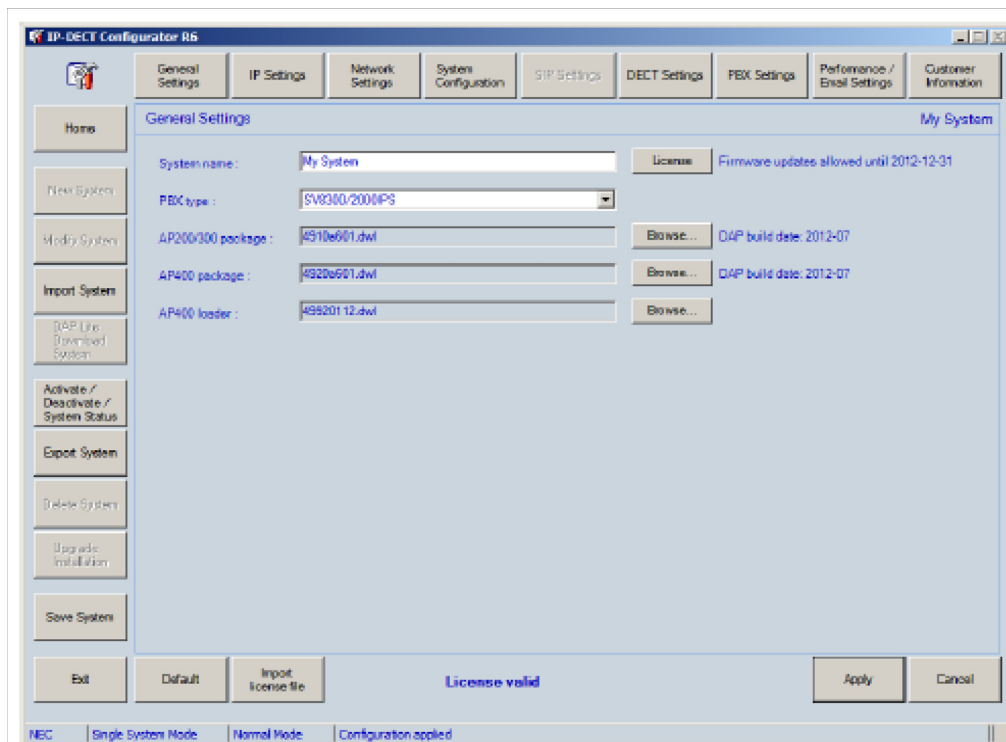 IP-DECT Configurator R6
General
Settings
IP Settings
Network
Settings
System
Configuration
SIP Settings
DECT Settings
PBX Settings
Performance /
Email Settings
Customer
Information
Home
New System
Modify System
Import System
DAP Lite
Download
System
Activate /
Deactivate /
System Status
Export System
Delete System
Upgrade
Installation
Save System
Exit
General Settings
My System
System name :
My System
License
Firmware updates allowed until 2012-12-31
PBX type :
SV8300/2000IPS
AP200/300 package :
4910e601.dwl
Browse...
DAP build date: 2012-07
AP400 package :
4920e601.dwl
Browse...
DAP build date: 2012-07
AP400 loader :
49920112.dwl
Browse...
Default
Import
license file
License valid
Apply
Cancel
NEC
Single System Mode
Normal Mode
Configuration applied